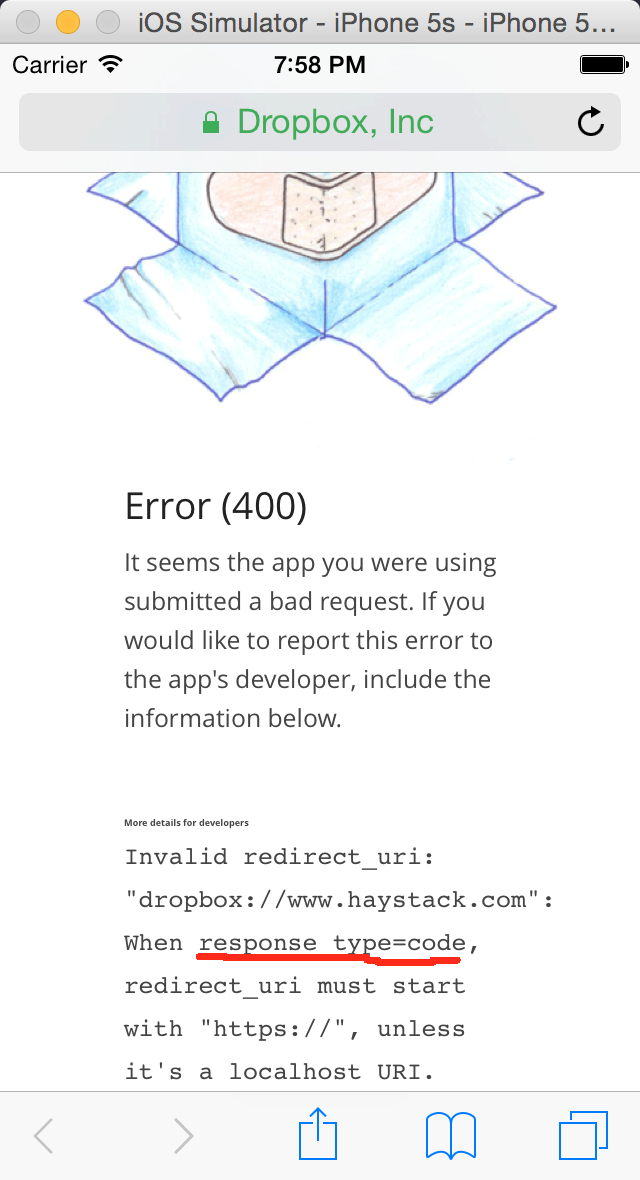 iOS Simulator - iPhone 5s - iPhone 5...
Carrier 7:58 PM
Dropbox, Inc
Error (400)
It seems the app you were using
submitted a bad request. If you
would like to report this error to
the app's developer, include the
information below.
More details for developers
Invalid redirect_uri:
"dropbox://www.haystack.com":
When response_type=code,
redirect_uri must start
with "https://", unless
it's a localhost URI.